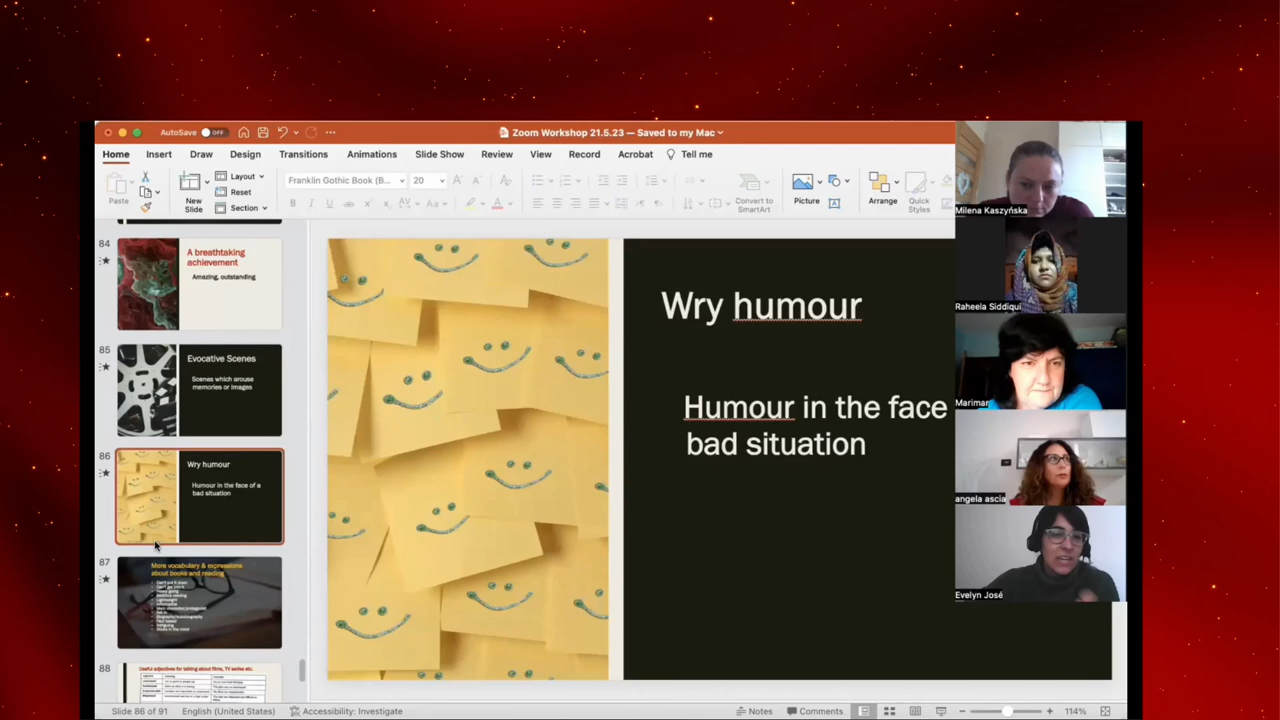 AutoSave OFF
Zoom Workshop 21.5.23 — Saved to my Mac
Home Insert Draw Design Transitions Animations Slide Show Review View Record Acrobat Tell me
Paste
New
Slide
Layout
Reset
Section
Franklin Gothic Book (B...
20
Convert to
SmartArt
Picture
Arrange
Quick
Styles
84
A breathtaking
achievement
Amazing, outstanding
85
Evocative Scenes
Scenes which arouse
memories or images
86
Wry humour
Humour in the face of a
bad situation
87
More vocabulary & expressions
about books and reading
88
Useful adjectives for talking about films, TV series etc.
Wry humour
Humour in the face
bad situation
Milena Kaszyńska
Raheela Siddiqui
Marimar
angela ascia
Evelyn José
Slide 86 of 91
English (United States)
Accessibility: Investigate
Notes
Comments
114%